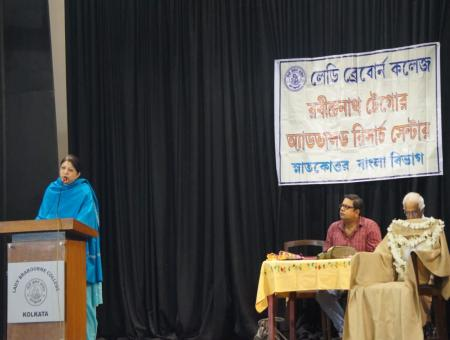 লেডি ব্রেবোর্ন কলেজ
রবীন্দ্রনাথ টেগোর
অ্যাডভান্সড রিসার্চ সেন্টার
স্নাতকোত্তর বাংলা বিভাগ
LADY BRABOURNE COLLEGE
KOLKATA